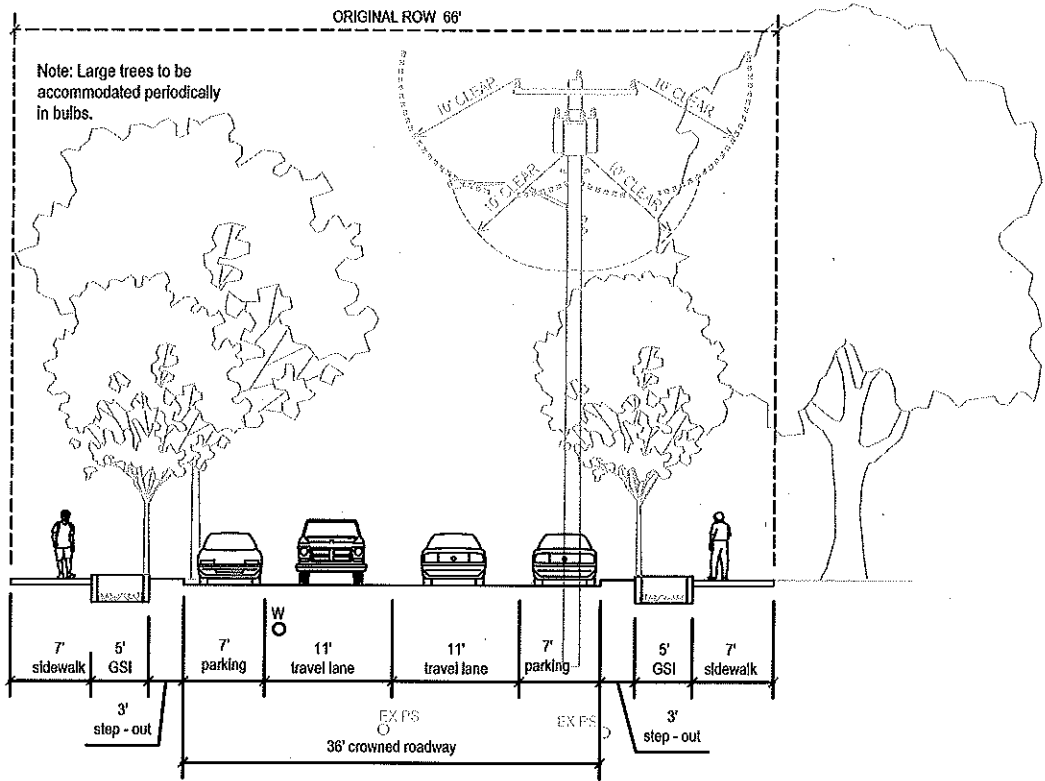 ORIGINAL ROW 66'
Note: Large trees to be
accommodated periodically
in bulbs.
10' CLEAR
10' CLEAR
10' CLEAR
10' CLEAR
W
7'
sidewalk
5'
GSI
7'
parking
11'
travel lane
11'
travel lane
7'
parking
5'
GSI
7'
sidewalk
3'
step - out
EX PS
EX PS
3'
step - out
36' crowned roadway